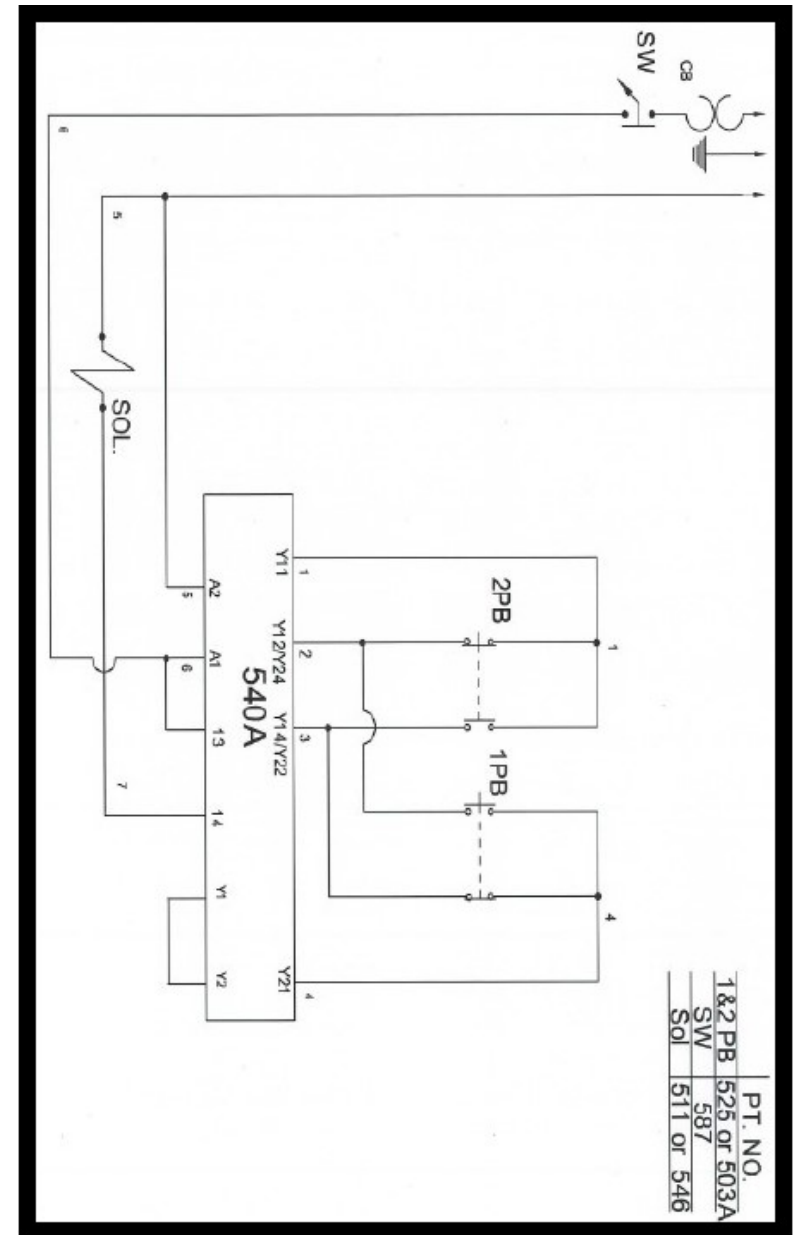 PT. NO.
1&2 PB 525 or 503A
SW 587
Sol 511 or 546
CB
SW
1
4
2PB
1PB
1 2 3 4
Y11 Y12/Y24 Y14/Y22 Y21
540A
A2 A1 13 14 Y1 Y2
5 6
5
SOL.
7
6